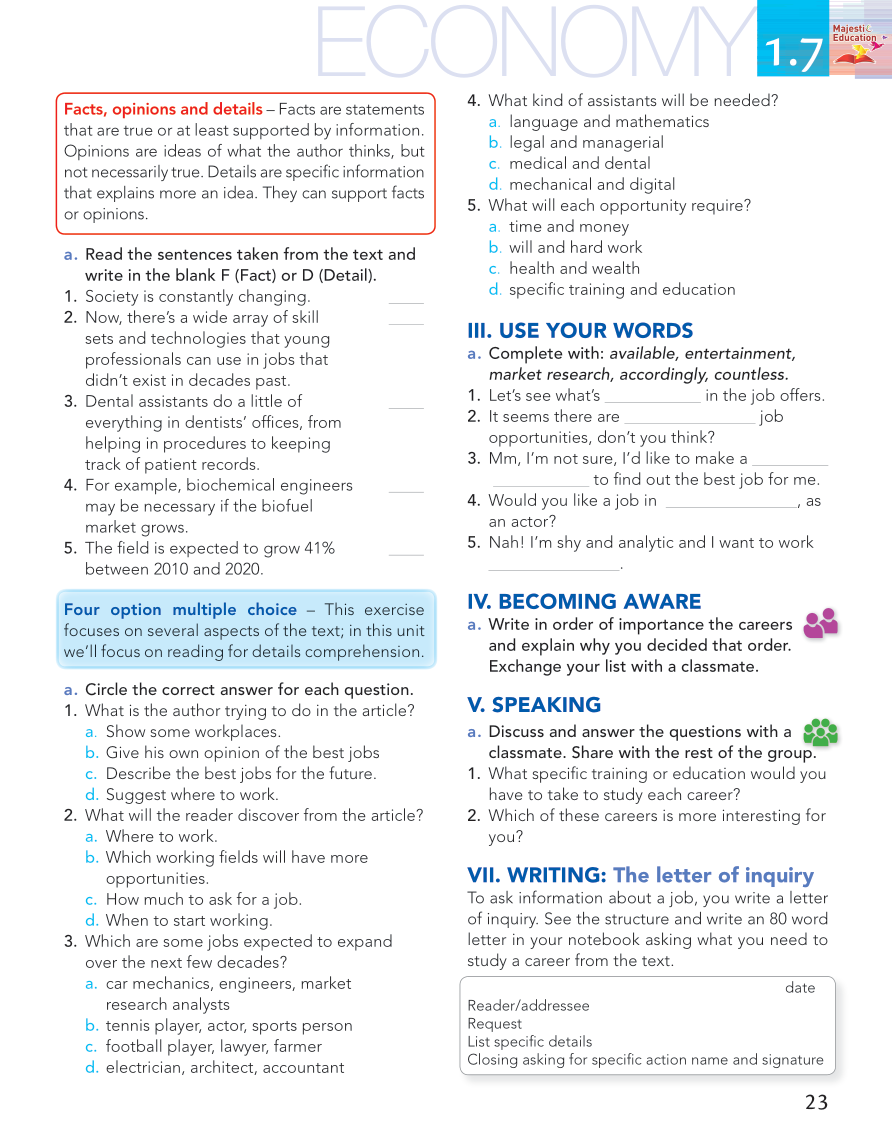 ECONOMY
1.7
Majestic
Education
Facts, opinions and details – Facts are statements
that are true or at least supported by information.
Opinions are ideas of what the author thinks, but
not necessarily true. Details are specific information
that explains more an idea. They can support facts
or opinions.
a. Read the sentences taken from the text and
write in the blank F (Fact) or D (Detail).
1. Society is constantly changing. ____
2. Now, there's a wide array of skill ____
sets and technologies that young
professionals can use in jobs that
didn't exist in decades past.
3. Dental assistants do a little of ____
everything in dentists' offices, from
helping in procedures to keeping
track of patient records.
4. For example, biochemical engineers ____
may be necessary if the biofuel
market grows.
5. The field is expected to grow 41% ____
between 2010 and 2020.
Four option multiple choice – This exercise
focuses on several aspects of the text; in this unit
we'll focus on reading for details comprehension.
a. Circle the correct answer for each question.
1. What is the author trying to do in the article?
a. Show some workplaces.
b. Give his own opinion of the best jobs
c. Describe the best jobs for the future.
d. Suggest where to work.
2. What will the reader discover from the article?
a. Where to work.
b. Which working fields will have more
opportunities.
c. How much to ask for a job.
d. When to start working.
3. Which are some jobs expected to expand
over the next few decades?
a. car mechanics, engineers, market
research analysts
b. tennis player, actor, sports person
c. football player, lawyer, farmer
d. electrician, architect, accountant
4. What kind of assistants will be needed?
a. language and mathematics
b. legal and managerial
c. medical and dental
d. mechanical and digital
5. What will each opportunity require?
a. time and money
b. will and hard work
c. health and wealth
d. specific training and education
III. USE YOUR WORDS
a. Complete with: available, entertainment,
market research, accordingly, countless.
1. Let's see what's ___________ in the job offers.
2. It seems there are _______________ job
opportunities, don't you think?
3. Mm, I'm not sure, I'd like to make a _________
___________ to find out the best job for me.
4. Would you like a job in _______________, as
an actor?
5. Nah! I'm shy and analytic and I want to work
_______________.
IV. BECOMING AWARE
a. Write in order of importance the careers
and explain why you decided that order.
Exchange your list with a classmate.
V. SPEAKING
a. Discuss and answer the questions with a
classmate. Share with the rest of the group.
1. What specific training or education would you
have to take to study each career?
2. Which of these careers is more interesting for
you?
VII. WRITING: The letter of inquiry
To ask information about a job, you write a letter
of inquiry. See the structure and write an 80 word
letter in your notebook asking what you need to
study a career from the text.
date
Reader/addressee
Request
List specific details
Closing asking for specific action name and signature
23